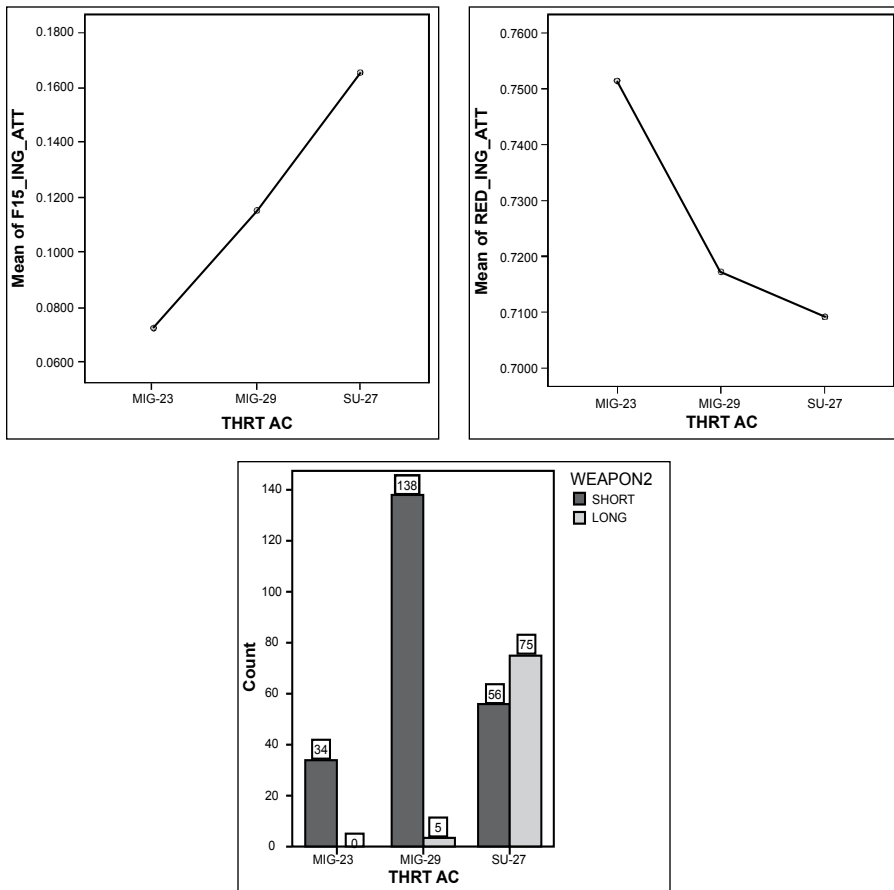 0.1800
0.1600
0.1400
0.1200
0.1000
0.0800
0.0600
Mean of F15_ING_ATT
MIG-23 MIG-29 SU-27
THRT AC
0.7600
0.7500
0.7400
0.7300
0.7200
0.7100
0.7000
Mean of RED_ING_ATT
MIG-23 MIG-29 SU-27
THRT AC
WEAPON2
SHORT
LONG
140
120
100
80
60
40
20
0
Count
34
0
138
5
56
75
MIG-23 MIG-29 SU-27
THRT AC